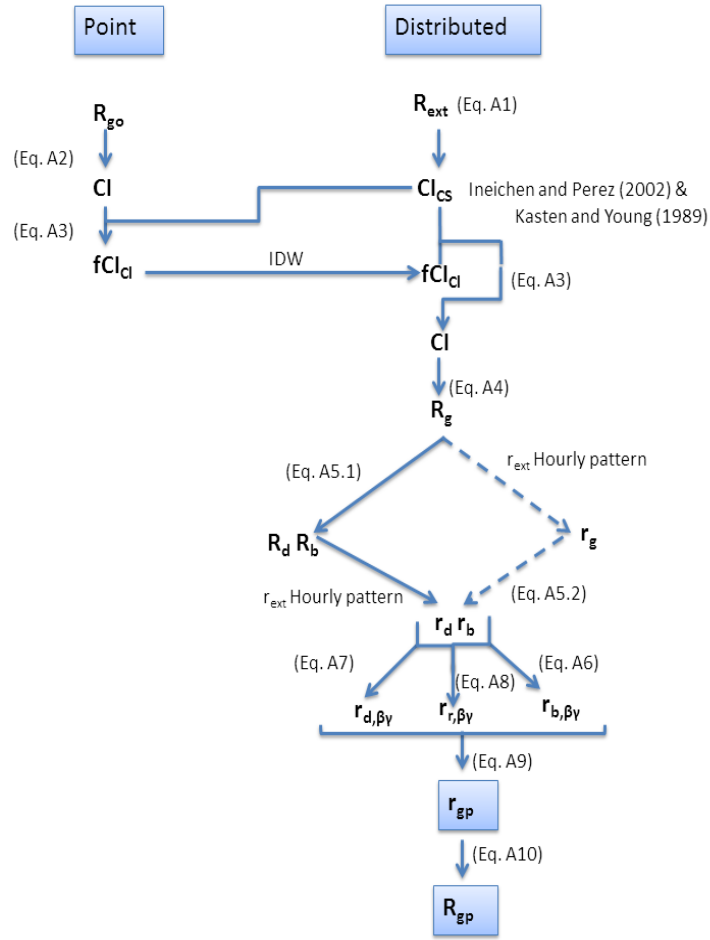 Point
Distributed
Rgo
Rext (Eq. A1)
(Eq. A2)
CI
CICS
Ineichen and Perez (2002) &
Kasten and Young (1989)
(Eq. A3)
fCICI
IDW
fCICI
(Eq. A3)
CI
(Eq. A4)
Rg
(Eq. A5.1)
rext Hourly pattern
Rd Rb
rg
rext Hourly pattern
(Eq. A5.2)
rd rb
(Eq. A7)
(Eq. A8)
(Eq. A6)
rd,βγ
rr,βγ
rb,βγ
(Eq. A9)
rgp
(Eq. A10)
Rgp